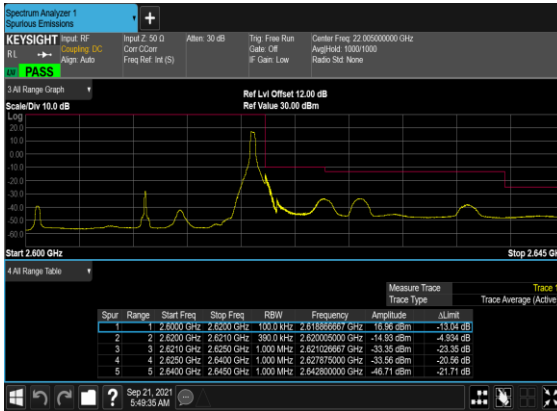 Spectrum Analyzer 1
Spurious Emissions
+
KEYSIGHT Input: RF Input Z: 50 Ω Atten: 30 dB Trig: Free Run Center Freq: 22.005000000 GHz
RL Coupling: DC Corr CCorr Gate: Off Avg|Hold: 1000/1000
Align: Auto Freq Ref: Int (S) IF Gain: Low Radio Std: None
PASS
3 All Range Graph
Ref Lvl Offset 12.00 dB
Scale/Div 10.0 dB Ref Value 30.00 dBm
Log
20.0
10.0
0.00
-10.0
-20.0
-30.0
-40.0
-50.0
-60.0
Start 2.600 GHz Stop 2.645 GH
4 All Range Table
Measure Trace Trace 1
Trace Type Trace Average (Active
Spur Range Start Freq Stop Freq RBW Frequency Amplitude ΔLimit
1 1 2.6000 GHz 2.6200 GHz 100.0 kHz 2.618866667 GHz 16.96 dBm -13.04 dB
2 2 2.6200 GHz 2.6210 GHz 390.0 kHz 2.620005000 GHz -14.93 dBm -4.934 dB
3 3 2.6210 GHz 2.6250 GHz 1.000 MHz 2.621026667 GHz -33.35 dBm -23.35 dB
4 4 2.6250 GHz 2.6400 GHz 1.000 MHz 2.627875000 GHz -33.56 dBm -20.56 dB
5 5 2.6400 GHz 2.6450 GHz 1.000 MHz 2.642800000 GHz -46.71 dBm -21.71 dB
? Sep 21, 2021
5:49:35 AM